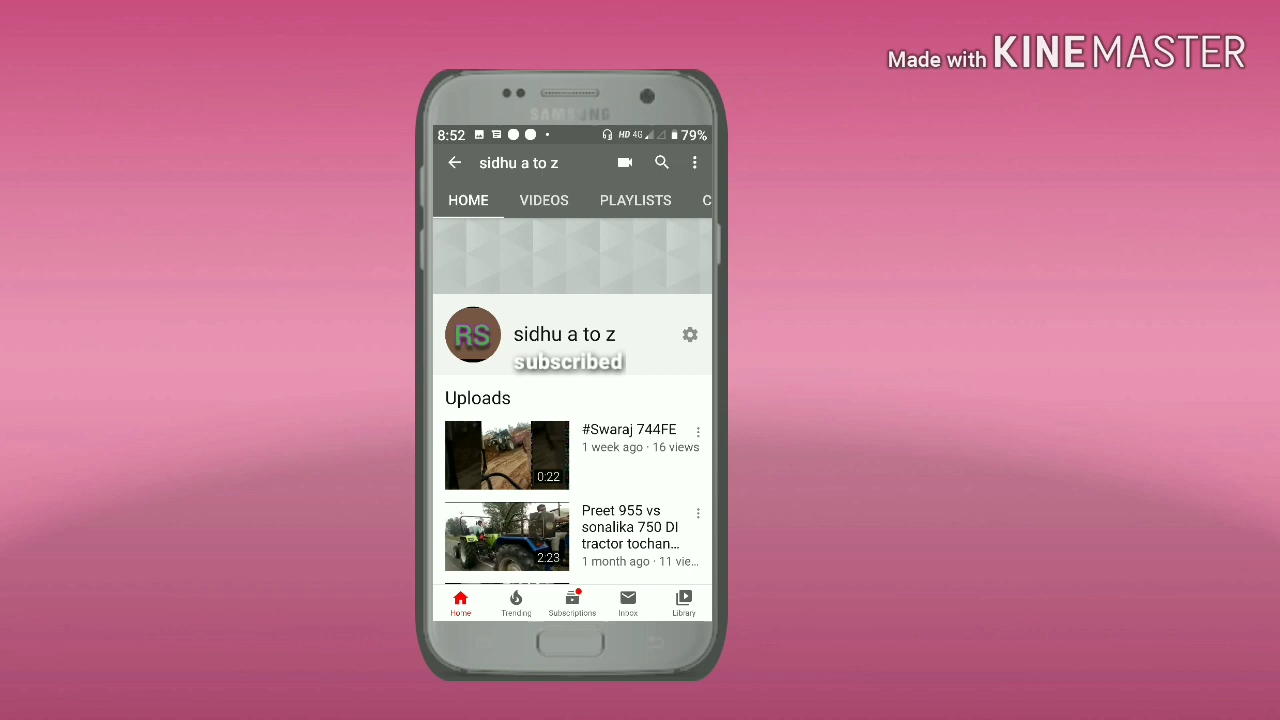 Made with KINEMASTER
SAMSUNG
8:52 HD 4G 79%
sidhu a to z
HOME VIDEOS PLAYLISTS C
RS
sidhu a to z
subscribed
Uploads
#Swaraj 744FE
1 week ago · 16 views
0:22
Preet 955 vs
sonalika 750 DI
tractor tochan...
1 month ago · 11 vie...
2:23
Home Trending Subscriptions Inbox Library